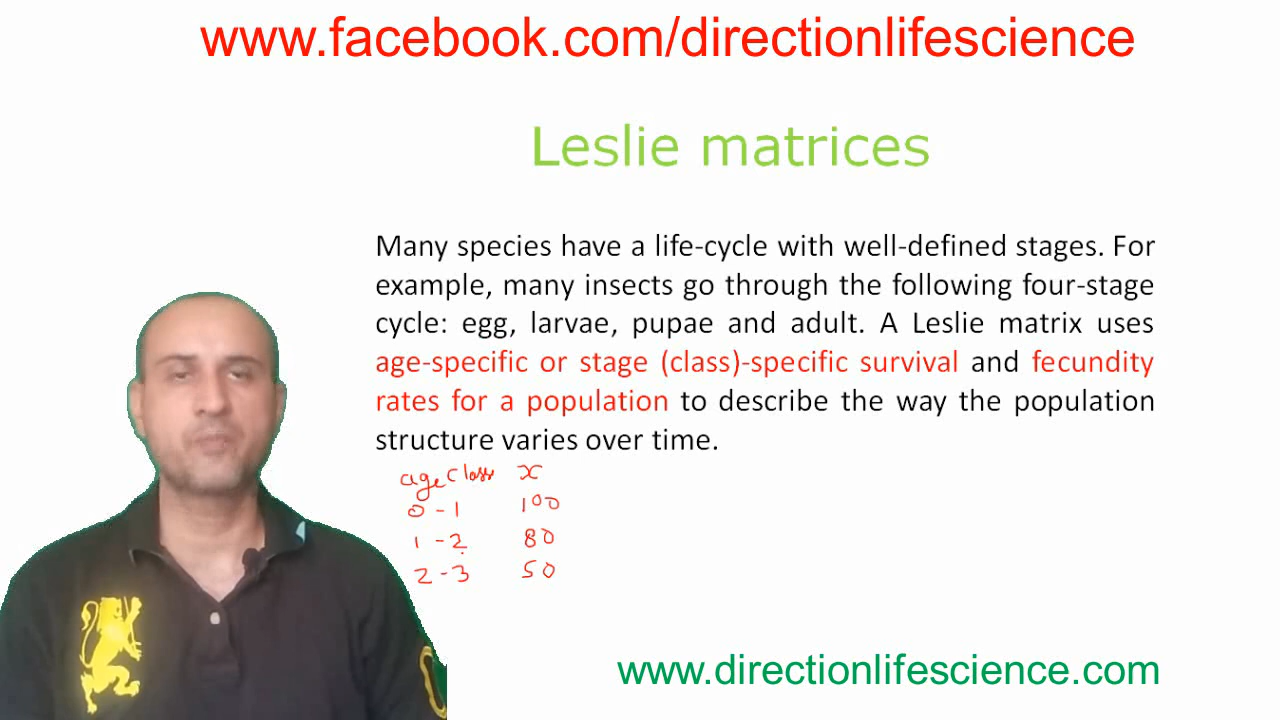 www.facebook.com/directionlifescience
Leslie matrices
Many species have a life-cycle with well-defined stages. For
example, many insects go through the following four-stage
cycle: egg, larvae, pupae and adult. A Leslie matrix uses
age-specific or stage (class)-specific survival and fecundity
rates for a population to describe the way the population
structure varies over time.
age class x
0 - 1 100
1 - 2 80
2 - 3 50
www.directionlifescience.com